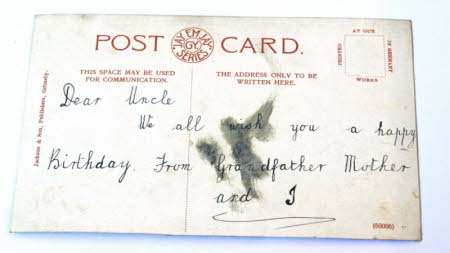 POST CARD.
JAY EM JAY
GY
SERIES
PRINTED
AT OUR
WORKS
IN GERMANY
THIS SPACE MAY BE USED
FOR COMMUNICATION.
THE ADDRESS ONLY TO BE
WRITTEN HERE.
Jackson & Son, Publishers, Grimsby.
Dear Uncle
We all wish you a happy
Birthday. From Grandfather Mother
and I
(60006)